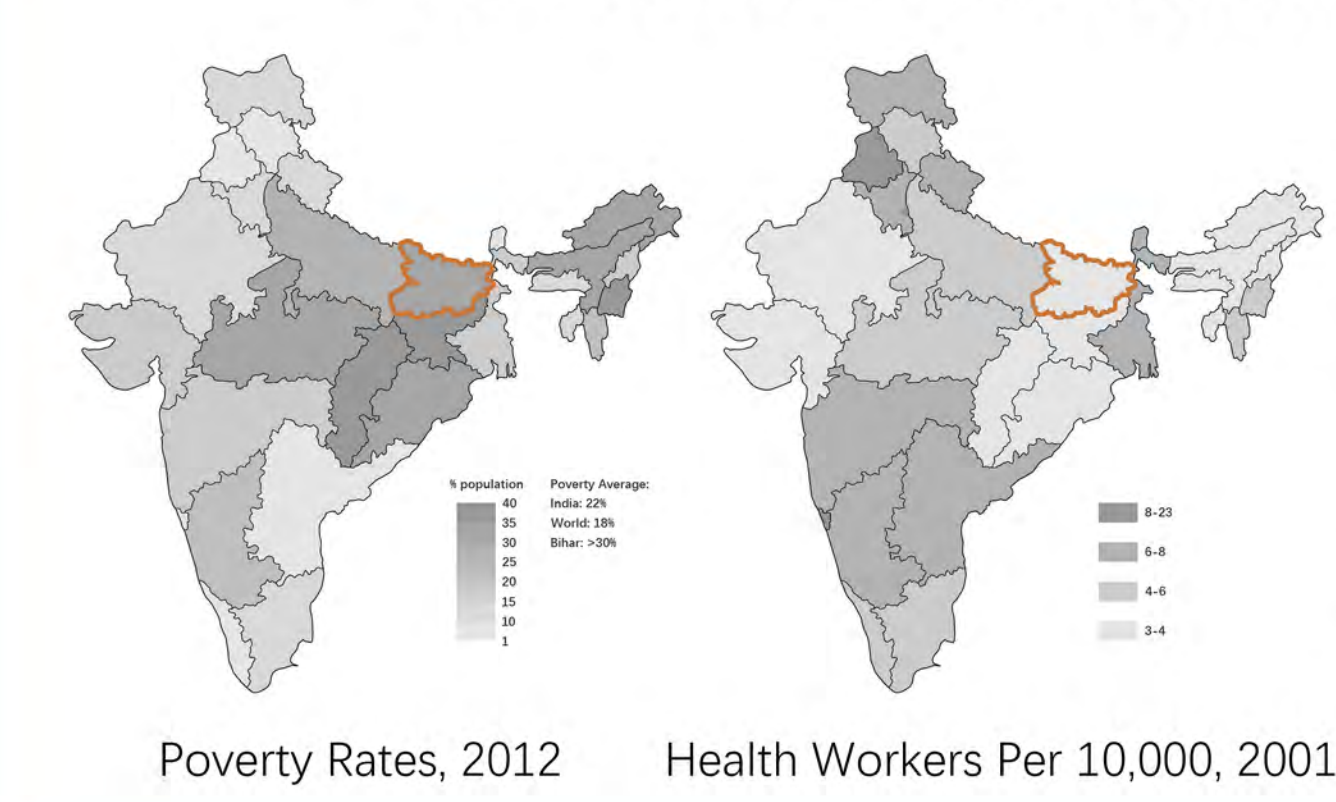 % population
40
35
30
25
20
15
10
1
Poverty Average:
India: 22%
World: 18%
Bihar: >30%
8-23
6-8
4-6
3-4
Poverty Rates, 2012
Health Workers Per 10,000, 2001